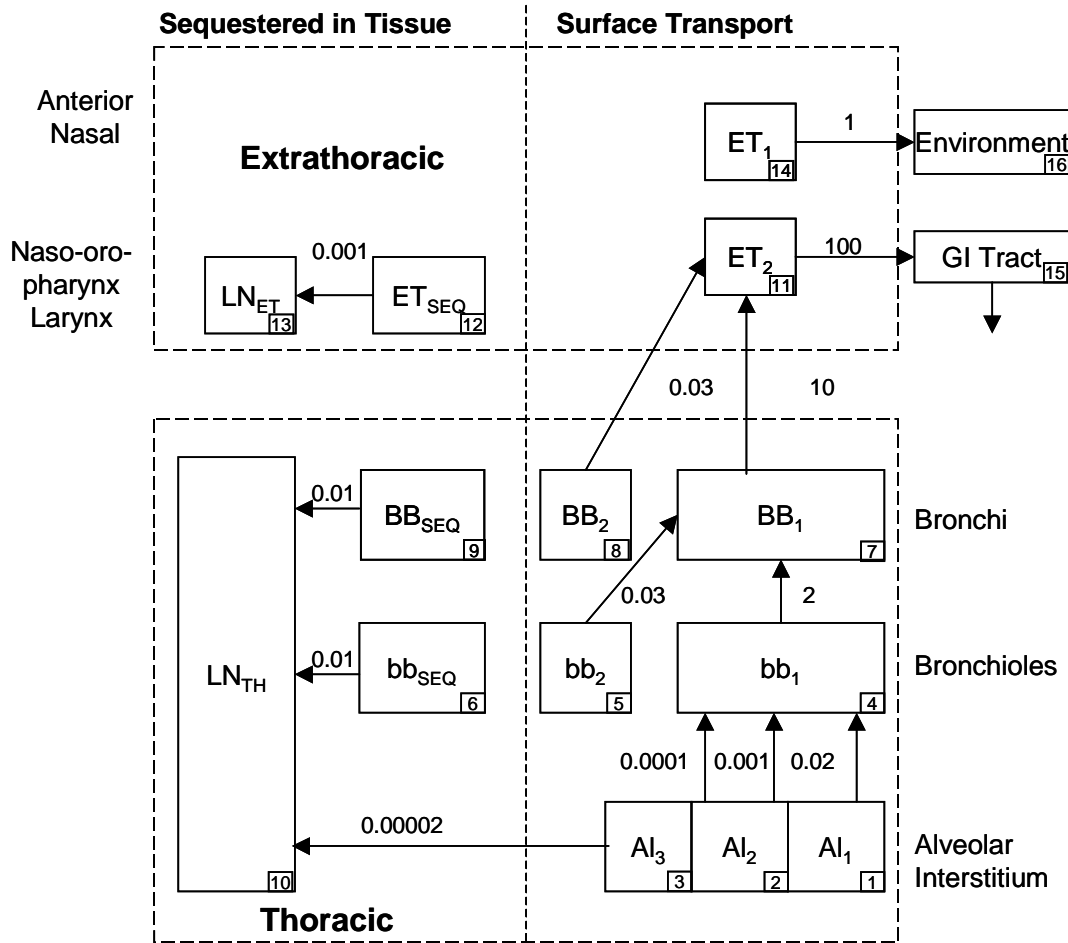 Sequestered in Tissue
Surface Transport
Anterior
Nasal
Extrathoracic
ET1
14
1
Environment
16
Naso-oro-
pharynx
Larynx
LNET
13
0.001
ETSEQ
12
ET2
11
100
GI Tract
15
0.03
10
LNTH
10
0.01
BBSEQ
9
BB2
8
BB1
7
Bronchi
0.03
2
0.01
bbSEQ
6
bb2
5
bb1
4
Bronchioles
0.0001
0.001
0.02
0.00002
AI3
3
AI2
2
AI1
1
Alveolar
Interstitium
Thoracic